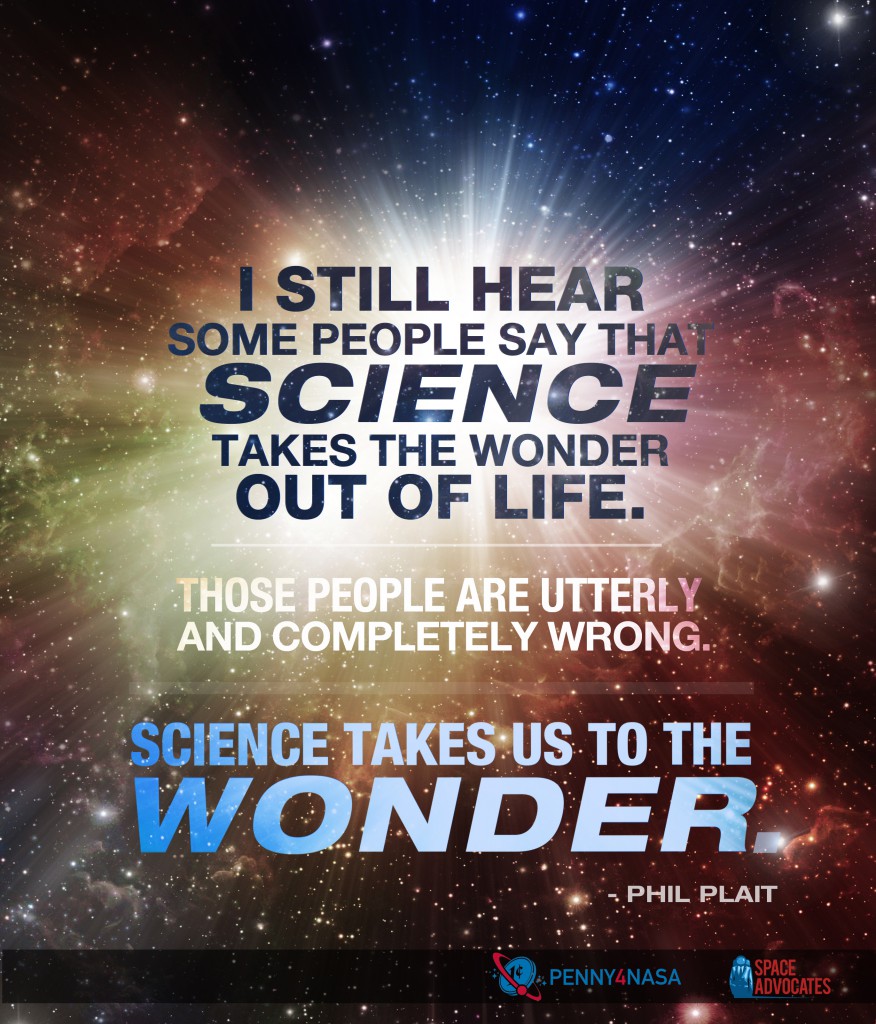 I STILL HEAR
SOME PEOPLE SAY THAT
SCIENCE
TAKES THE WONDER
OUT OF LIFE.
THOSE PEOPLE ARE UTTERLY
AND COMPLETELY WRONG.
SCIENCE TAKES US TO THE
WONDER.
- PHIL PLAIT
1¢ PENNY4NASA
SPACE
ADVOCATES